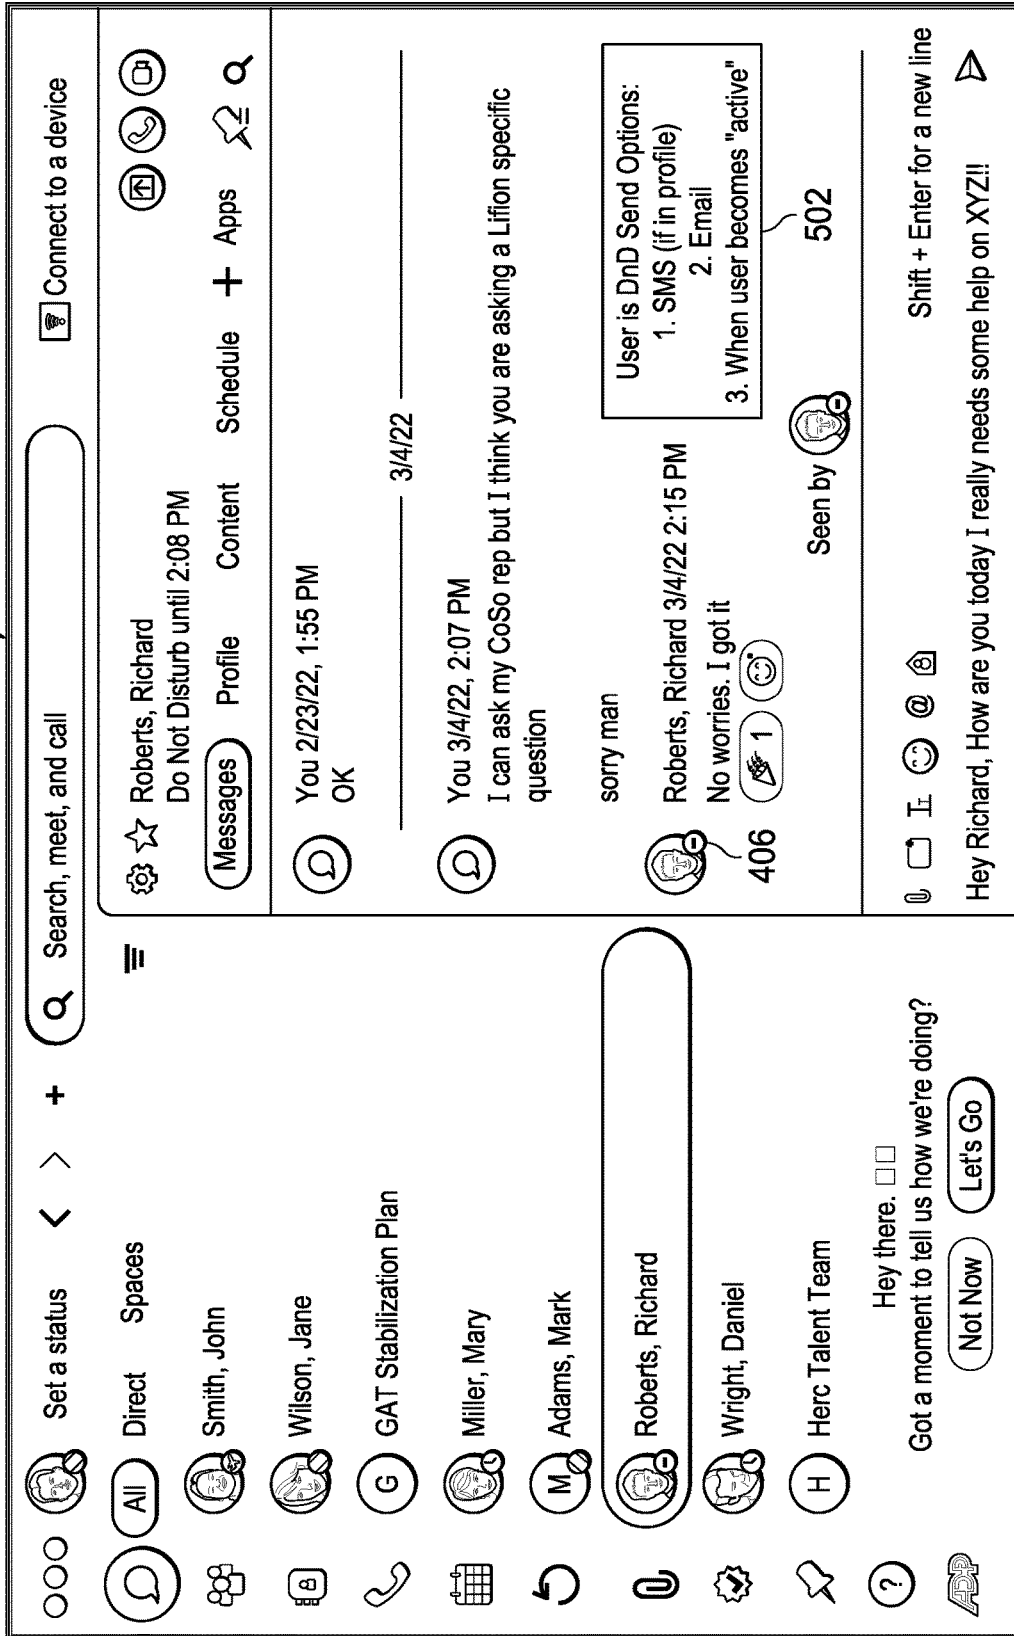 Set a status
Search, meet, and call
Connect to a device
All
Direct
Spaces
Smith, John
Wilson, Jane
G
GAT Stabilization Plan
Miller, Mary
M
Adams, Mark
Roberts, Richard
Wright, Daniel
H
Herc Talent Team
Hey there.
Got a moment to tell us how we're doing?
Not Now
Let's Go
ADP
Roberts, Richard
Do Not Disturb until 2:08 PM
Messages
Profile
Content
Schedule
+ Apps
You 2/23/22, 1:55 PM
OK
3/4/22
You 3/4/22, 2:07 PM
I can ask my CoSo rep but I think you are asking a Lifion specific
question
sorry man
Roberts, Richard 3/4/22 2:15 PM
No worries. I got it
1
406
User is DnD Send Options:
1. SMS (if in profile)
2. Email
3. When user becomes "active"
502
Seen by
Shift + Enter for a new line
Hey Richard, How are you today I really needs some help on XYZ!!